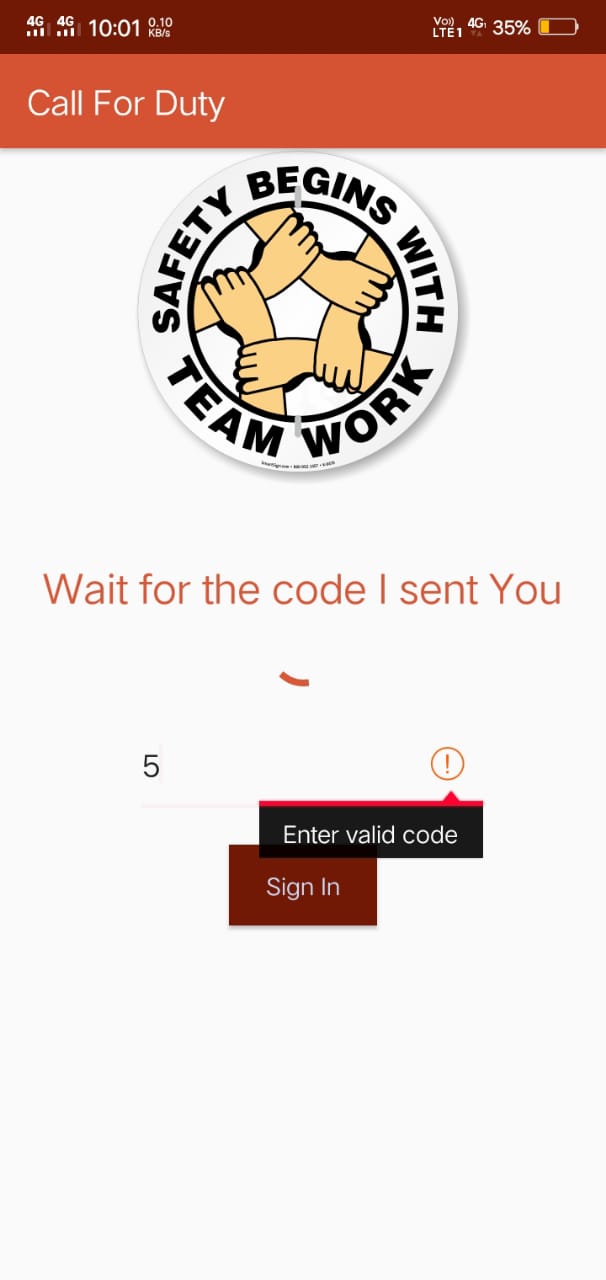 4G 4G 10:01 0.10 KB/s Vo)) LTE1 4G 35%
Call For Duty
SAFETY BEGINS WITH
TEAM WORK
Wait for the code I sent You
5
!
Enter valid code
Sign In